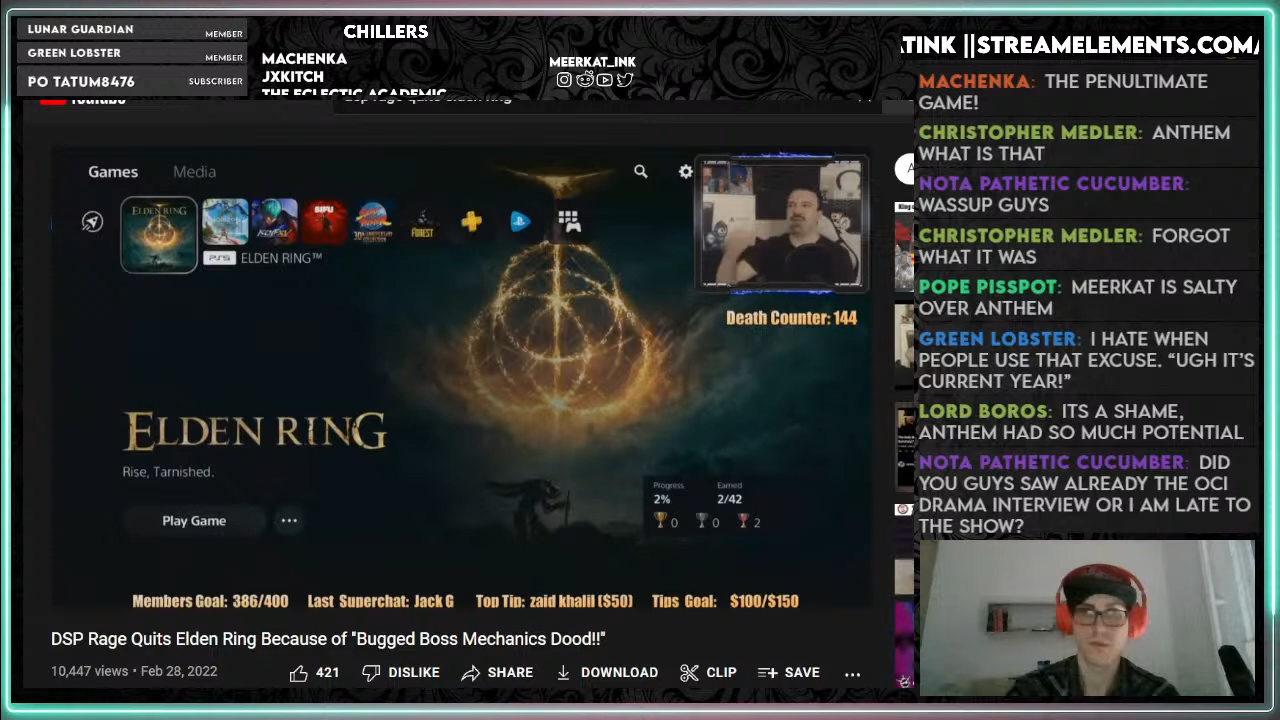 LUNAR GUARDIAN MEMBER
GREEN LOBSTER MEMBER
PO TATUM8476 SUBSCRIBER
CHILLERS
MACHENKA
JXKITCH
THE ECLECTIC ACADEMIC
MEERKAT_INK
TINK ||STREAMELEMENTS.COM/
Games Media
ELDEN RING
PS5 ELDEN RING™
Death Counter: 144
ELDEN RING
Rise, Tarnished.
Play Game
Progress Earned
2% 2/42
0 0 2
Members Goal: 386/400 Last Superchat: Jack G Top Tip: zaid khalil ($50) Tips Goal: $100/$150
DSP Rage Quits Elden Ring Because of "Bugged Boss Mechanics Dood!!"
10,447 views • Feb 28, 2022
421 DISLIKE SHARE DOWNLOAD CLIP SAVE
MACHENKA: THE PENULTIMATE
GAME!
CHRISTOPHER MEDLER: ANTHEM
WHAT IS THAT
NOTA PATHETIC CUCUMBER:
WASSUP GUYS
CHRISTOPHER MEDLER: FORGOT
WHAT IT WAS
POPE PISSPOT: MEERKAT IS SALTY
OVER ANTHEM
GREEN LOBSTER: I HATE WHEN
PEOPLE USE THAT EXCUSE. “UGH IT’S
CURRENT YEAR!”
LORD BOROS: ITS A SHAME,
ANTHEM HAD SO MUCH POTENTIAL
NOTA PATHETIC CUCUMBER: DID
YOU GUYS SAW ALREADY THE OCI
DRAMA INTERVIEW OR I AM LATE TO
THE SHOW?